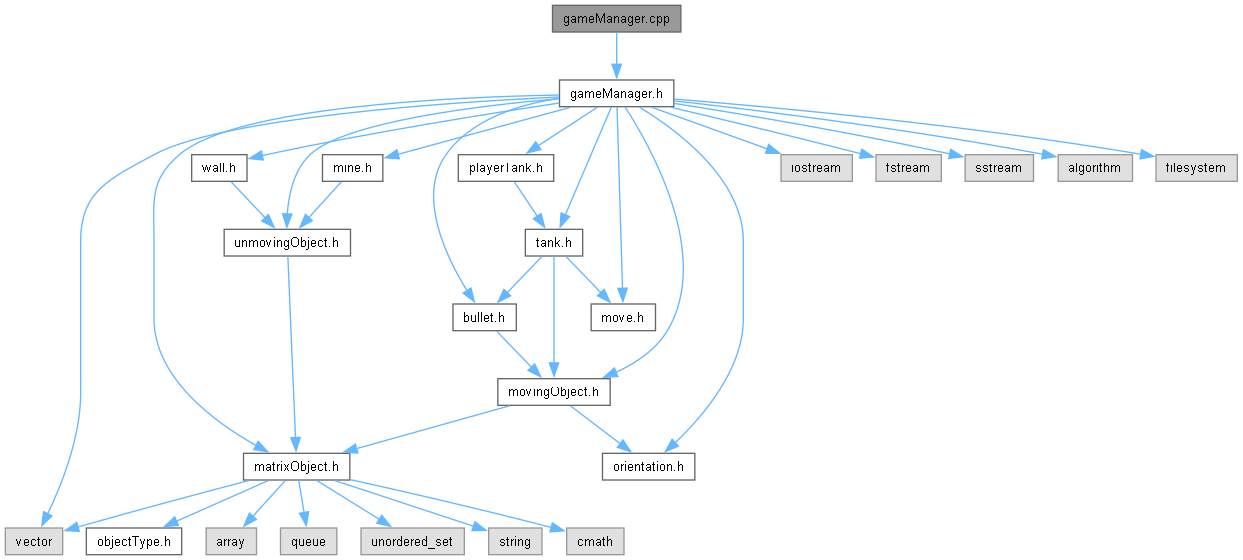 gameManager.cpp
gameManager.h
wall.h
mine.h
playerTank.h
iostream
fstream
sstream
algorithm
filesystem
unmovingObject.h
tank.h
bullet.h
move.h
movingObject.h
matrixObject.h
orientation.h
vector
objectType.h
array
queue
unordered_set
string
cmath